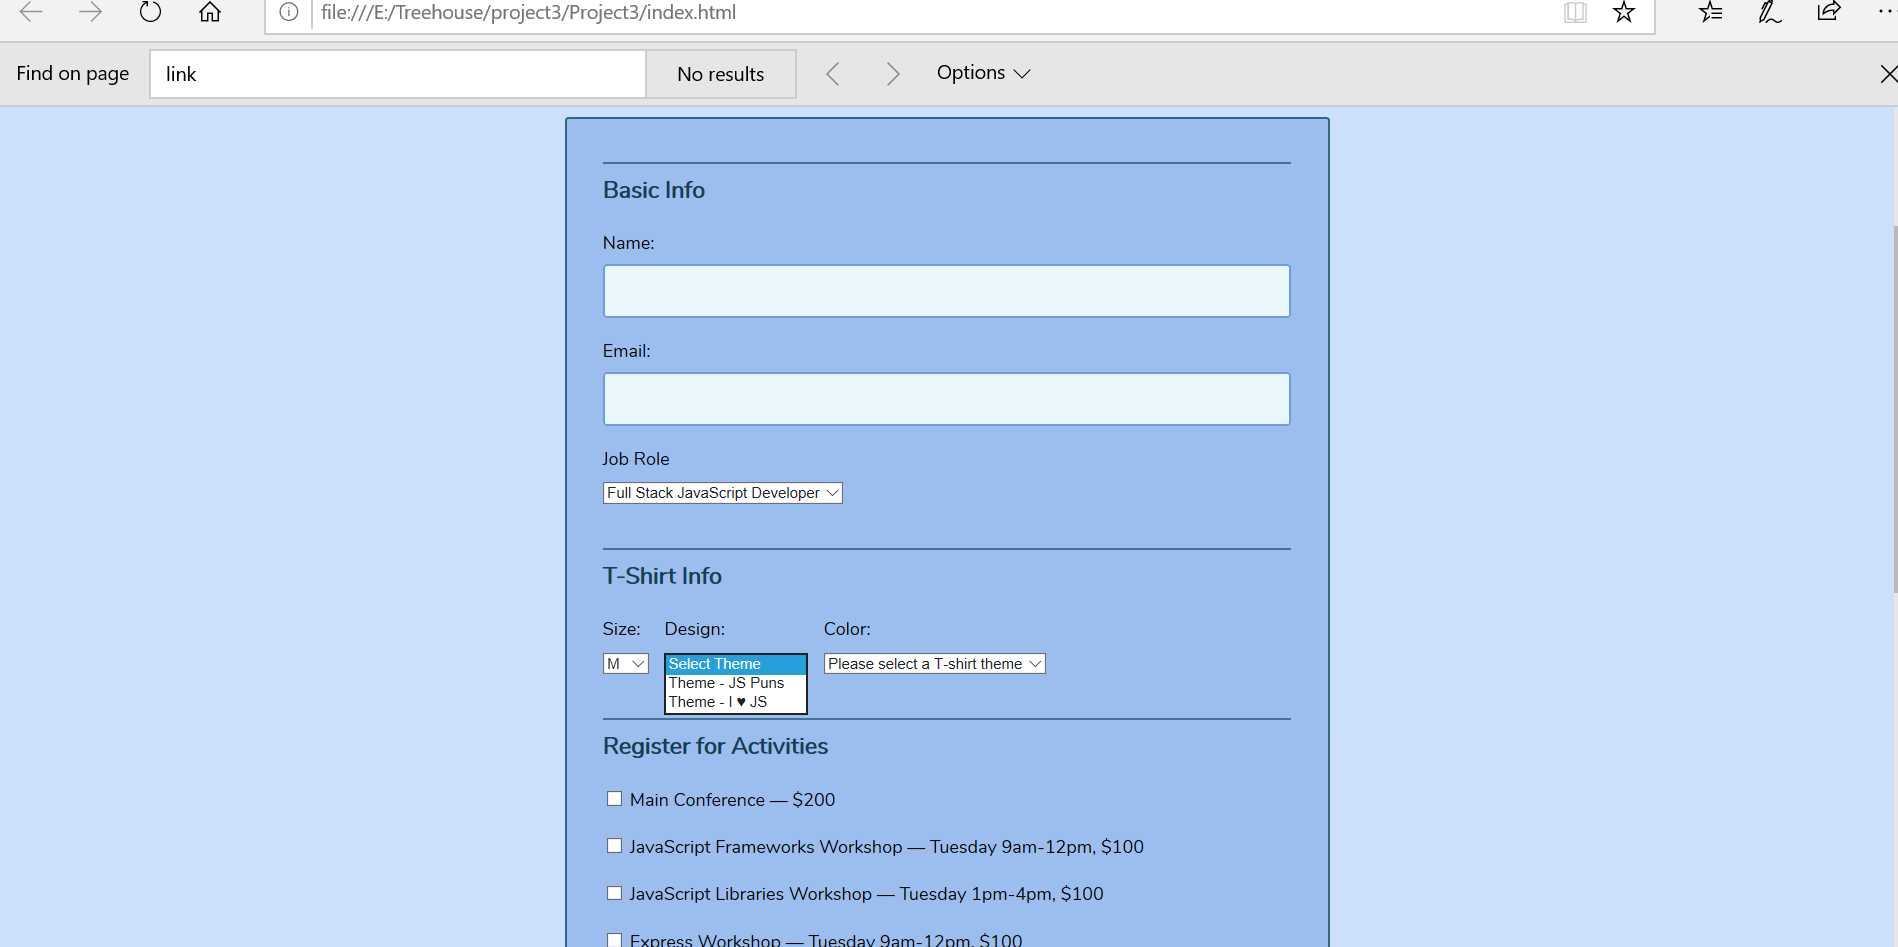 file:///E:/Treehouse/project3/Project3/index.html
Find on page link No results Options
Basic Info
Name:
Email:
Job Role
Full Stack JavaScript Developer
T-Shirt Info
Size: Design: Color:
M Select Theme Please select a T-shirt theme
Theme - JS Puns
Theme - I ♥ JS
Register for Activities
Main Conference — $200
JavaScript Frameworks Workshop — Tuesday 9am-12pm, $100
JavaScript Libraries Workshop — Tuesday 1pm-4pm, $100
Express Workshop — Tuesday 9am-12pm, $100